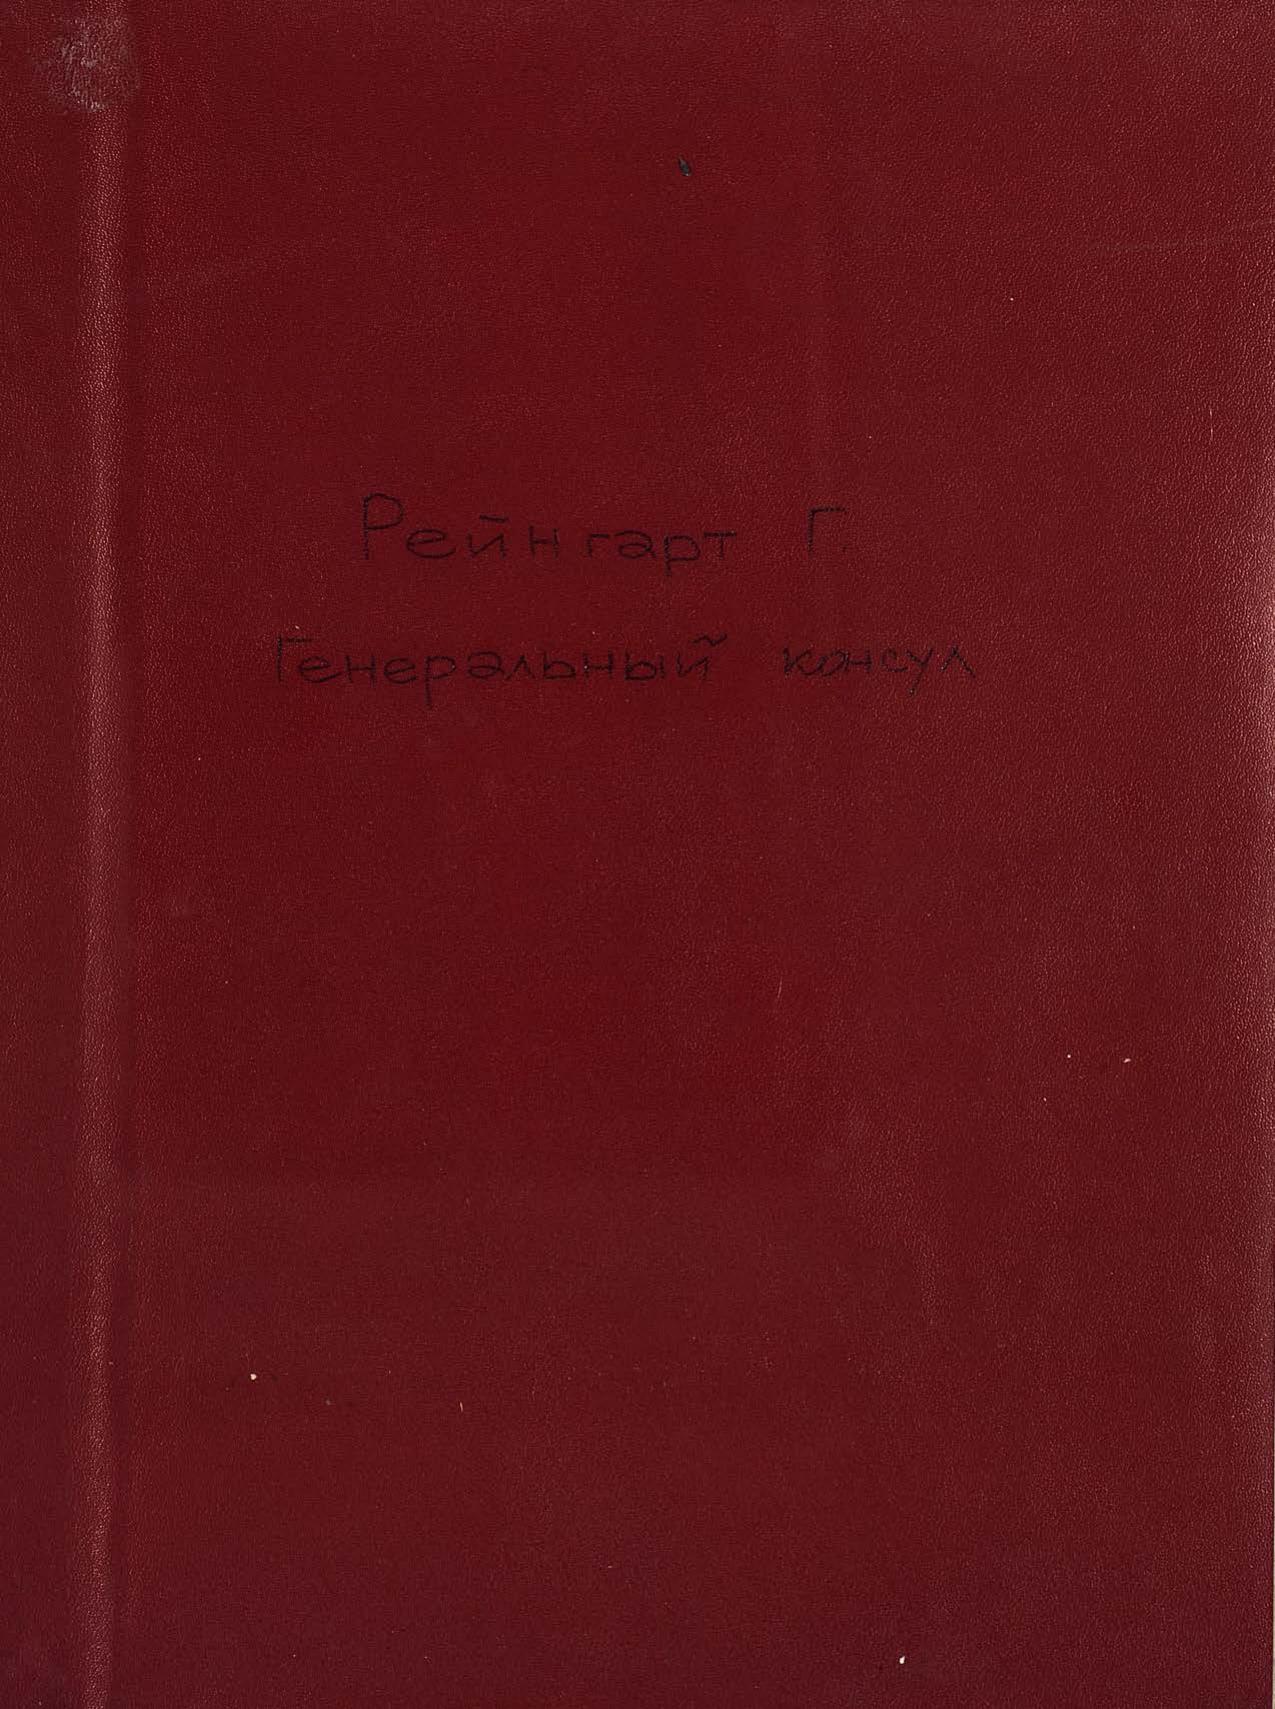 Рейнгарт Г.
Генеральный консул